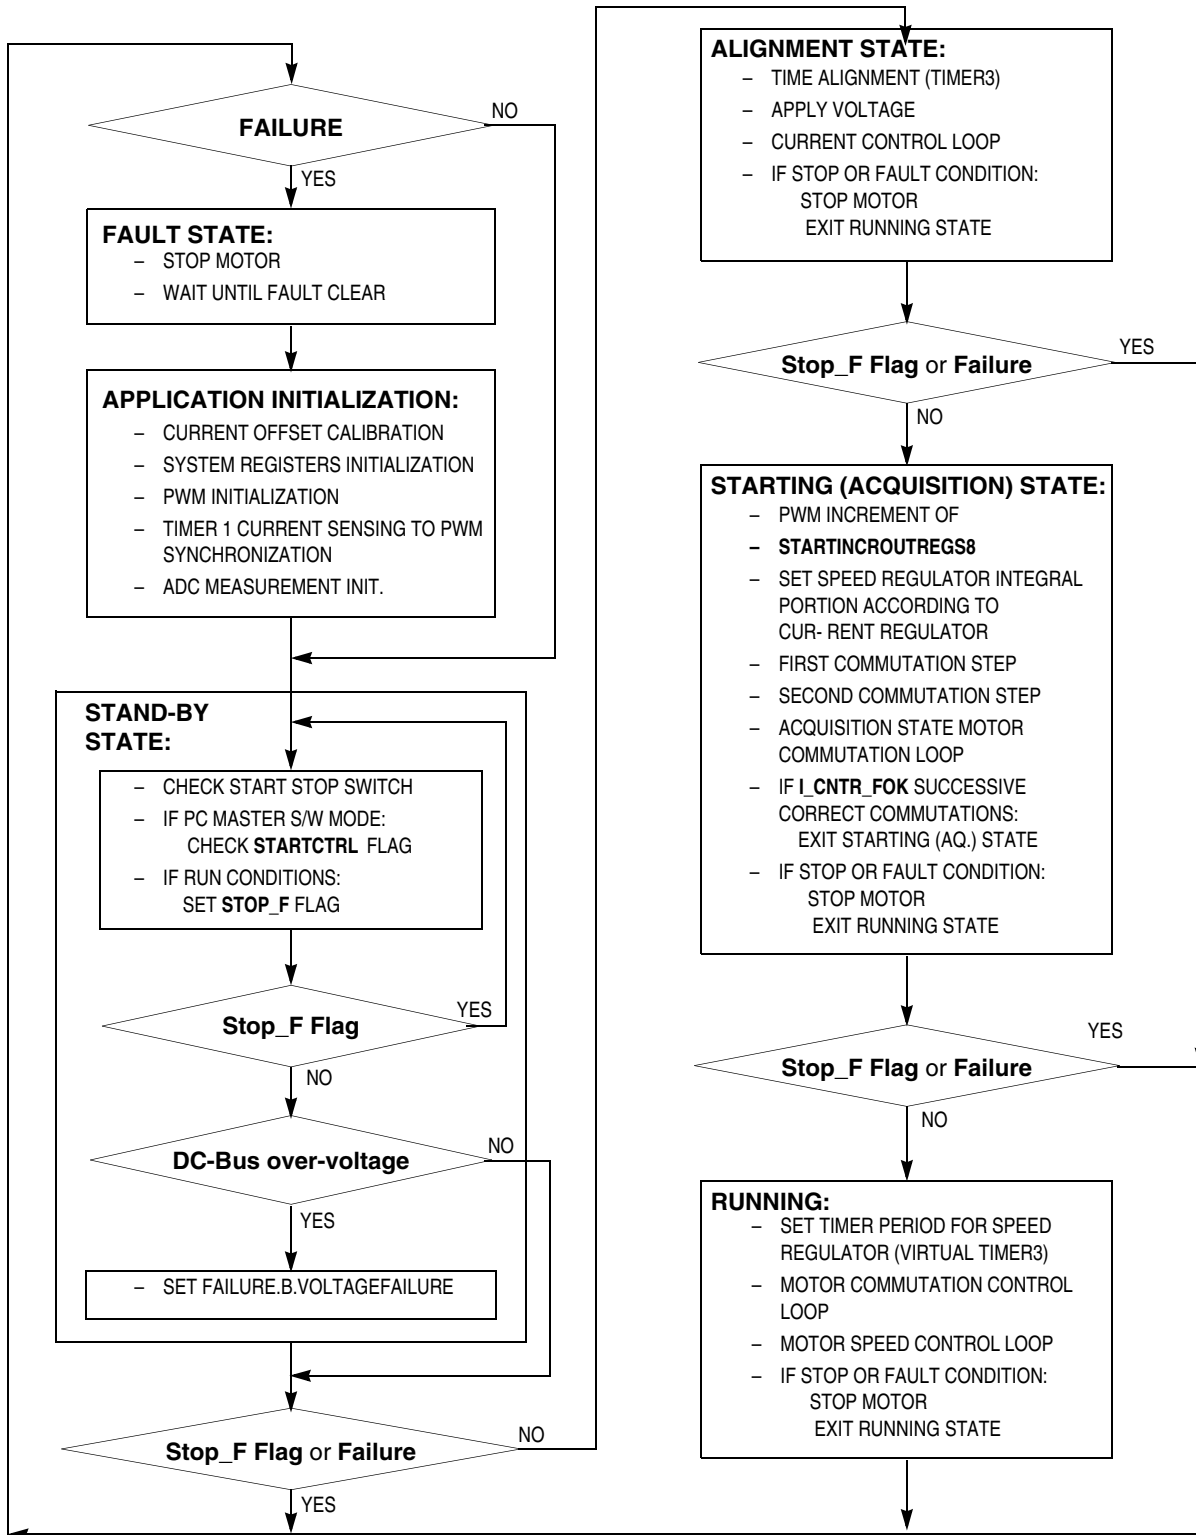 FAILURE
NO
YES
FAULT STATE:
– STOP MOTOR
– WAIT UNTIL FAULT CLEAR
APPLICATION INITIALIZATION:
– CURRENT OFFSET CALIBRATION
– SYSTEM REGISTERS INITIALIZATION
– PWM INITIALIZATION
– TIMER 1 CURRENT SENSING TO PWM
SYNCHRONIZATION
– ADC MEASUREMENT INIT.
STAND-BY
STATE:
– CHECK START STOP SWITCH
– IF PC MASTER S/W MODE:
CHECK STARTCTRL FLAG
– IF RUN CONDITIONS:
SET STOP_F FLAG
Stop_F Flag
YES
NO
DC-Bus over-voltage
NO
YES
– SET FAILURE.B.VOLTAGEFAILURE
Stop_F Flag or Failure
NO
YES
ALIGNMENT STATE:
– TIME ALIGNMENT (TIMER3)
– APPLY VOLTAGE
– CURRENT CONTROL LOOP
– IF STOP OR FAULT CONDITION:
STOP MOTOR
EXIT RUNNING STATE
Stop_F Flag or Failure
YES
NO
STARTING (ACQUISITION) STATE:
– PWM INCREMENT OF
– STARTINCROUTREGS8
– SET SPEED REGULATOR INTEGRAL
PORTION ACCORDING TO
CUR- RENT REGULATOR
– FIRST COMMUTATION STEP
– SECOND COMMUTATION STEP
– ACQUISITION STATE MOTOR
COMMUTATION LOOP
– IF I_CNTR_FOK SUCCESSIVE
CORRECT COMMUTATIONS:
EXIT STARTING (AQ.) STATE
– IF STOP OR FAULT CONDITION:
STOP MOTOR
EXIT RUNNING STATE
Stop_F Flag or Failure
YES
NO
RUNNING:
– SET TIMER PERIOD FOR SPEED
REGULATOR (VIRTUAL TIMER3)
– MOTOR COMMUTATION CONTROL
LOOP
– MOTOR SPEED CONTROL LOOP
– IF STOP OR FAULT CONDITION:
STOP MOTOR
EXIT RUNNING STATE